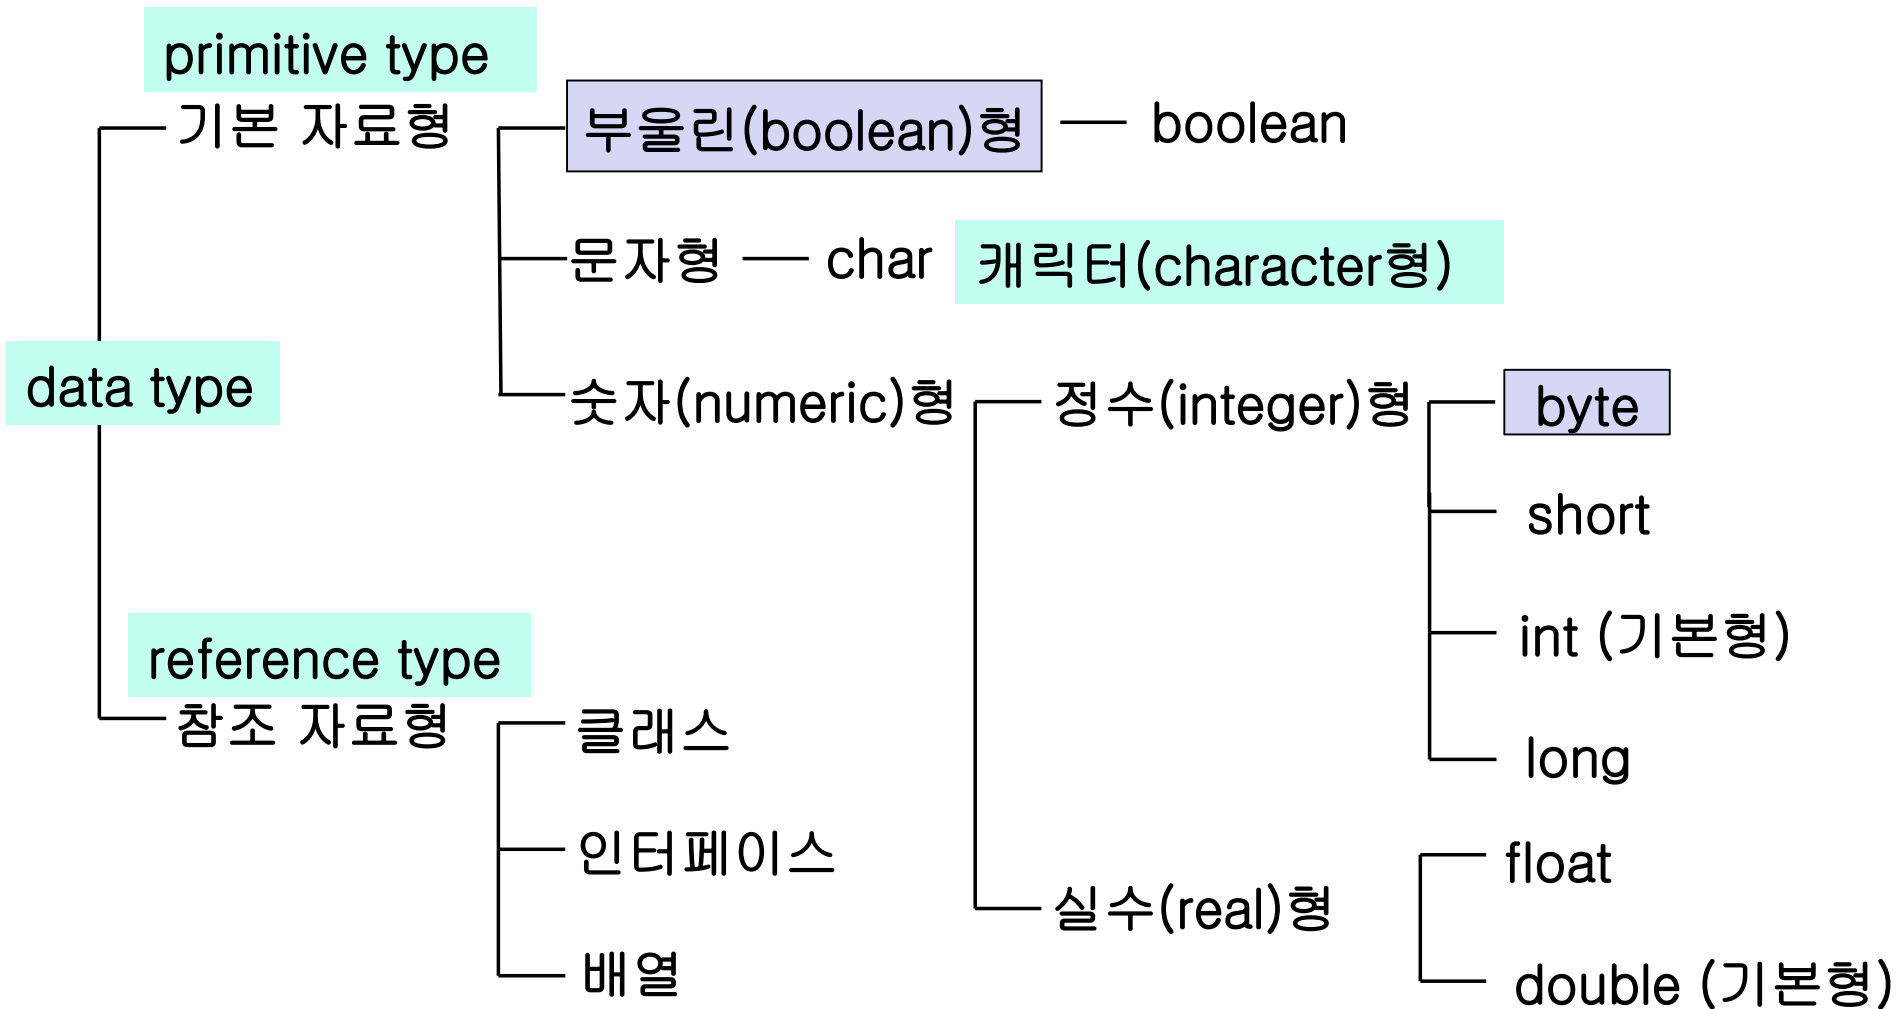 primitive type
기본 자료형
부울린(boolean)형
boolean
문자형
char
캐릭터(character형)
data type
숫자(numeric)형
정수(integer)형
byte
short
int (기본형)
long
reference type
참조 자료형
클래스
인터페이스
배열
실수(real)형
float
double (기본형)